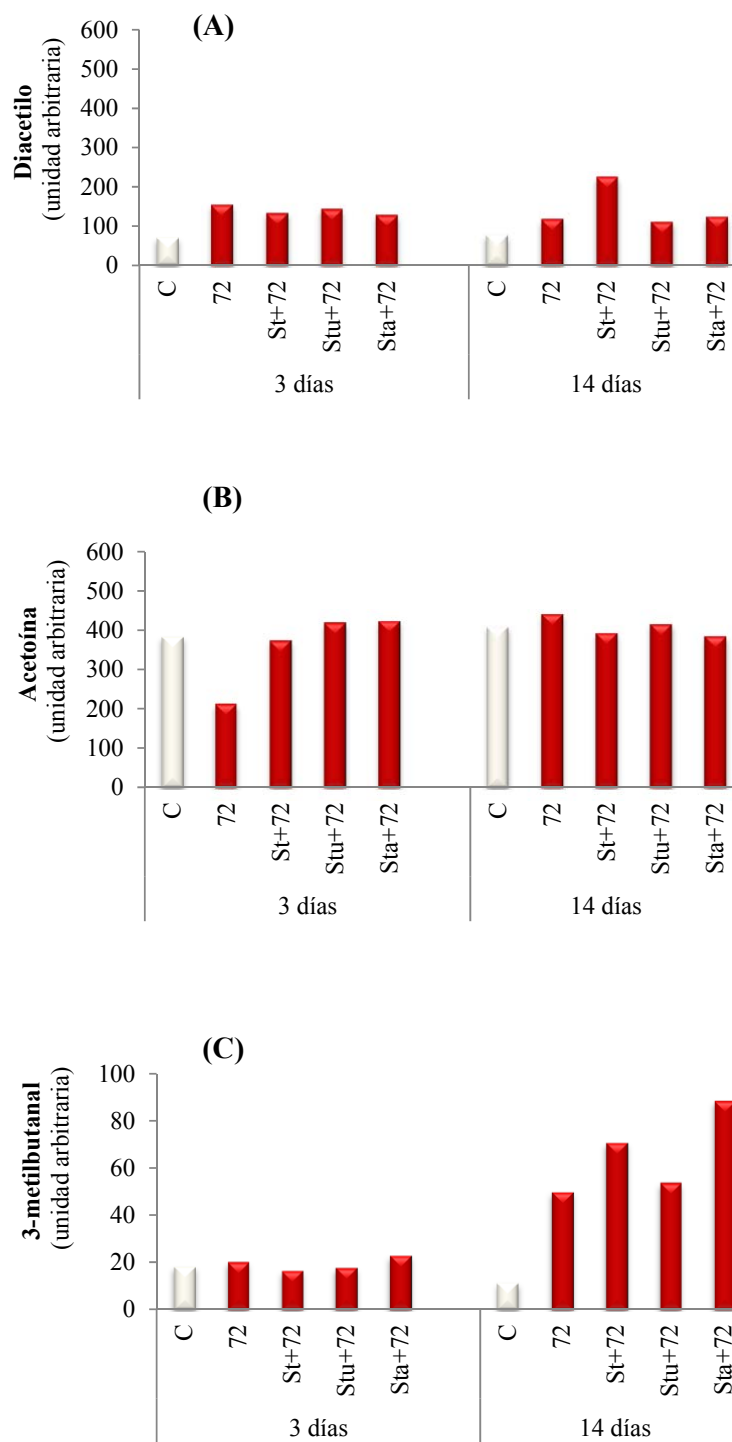 (A)
Diacetilo
(unidad arbitraria)
600
500
400
300
200
100
0
C
72
St+72
Stu+72
Sta+72
C
72
St+72
Stu+72
Sta+72
3 días
14 días
(B)
Acetoína
(unidad arbitraria)
600
500
400
300
200
100
0
C
72
St+72
Stu+72
Sta+72
C
72
St+72
Stu+72
Sta+72
3 días
14 días
(C)
3-metilbutanal
(unidad arbitraria)
100
80
60
40
20
0
C
72
St+72
Stu+72
Sta+72
C
72
St+72
Stu+72
Sta+72
3 días
14 días